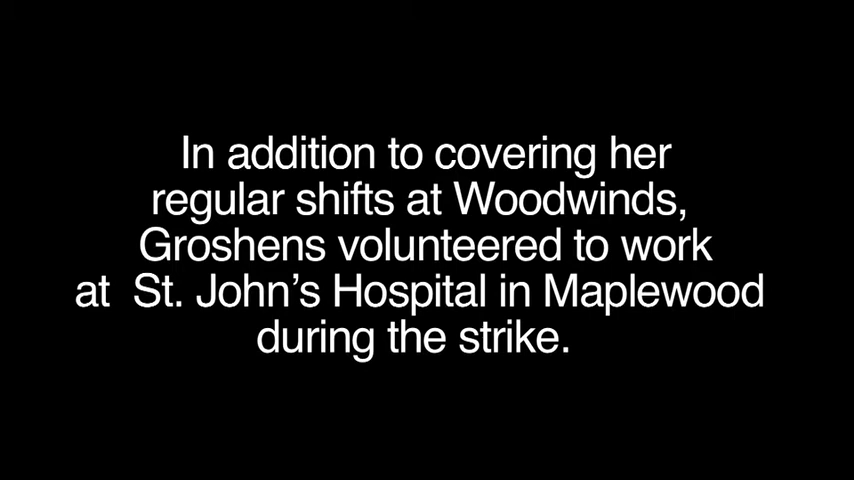 In addition to covering her
regular shifts at Woodwinds,
Groshens volunteered to work
at  St. John’s Hospital in Maplewood
during the strike.